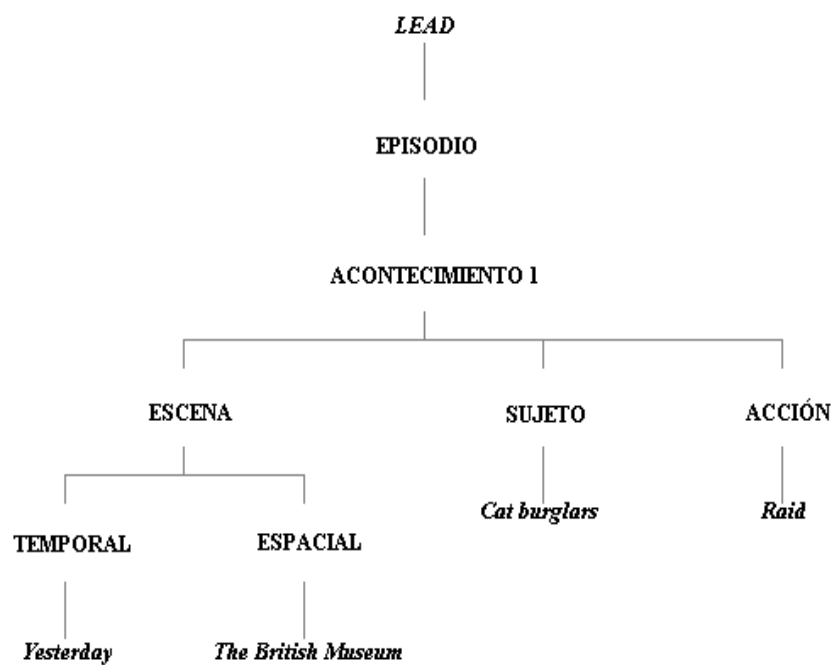 LEAD
EPISODIO
ACONTECIMIENTO 1
ESCENA SUJETO ACCIÓN
Cat burglars Raid
TEMPORAL ESPACIAL
Yesterday The British Museum